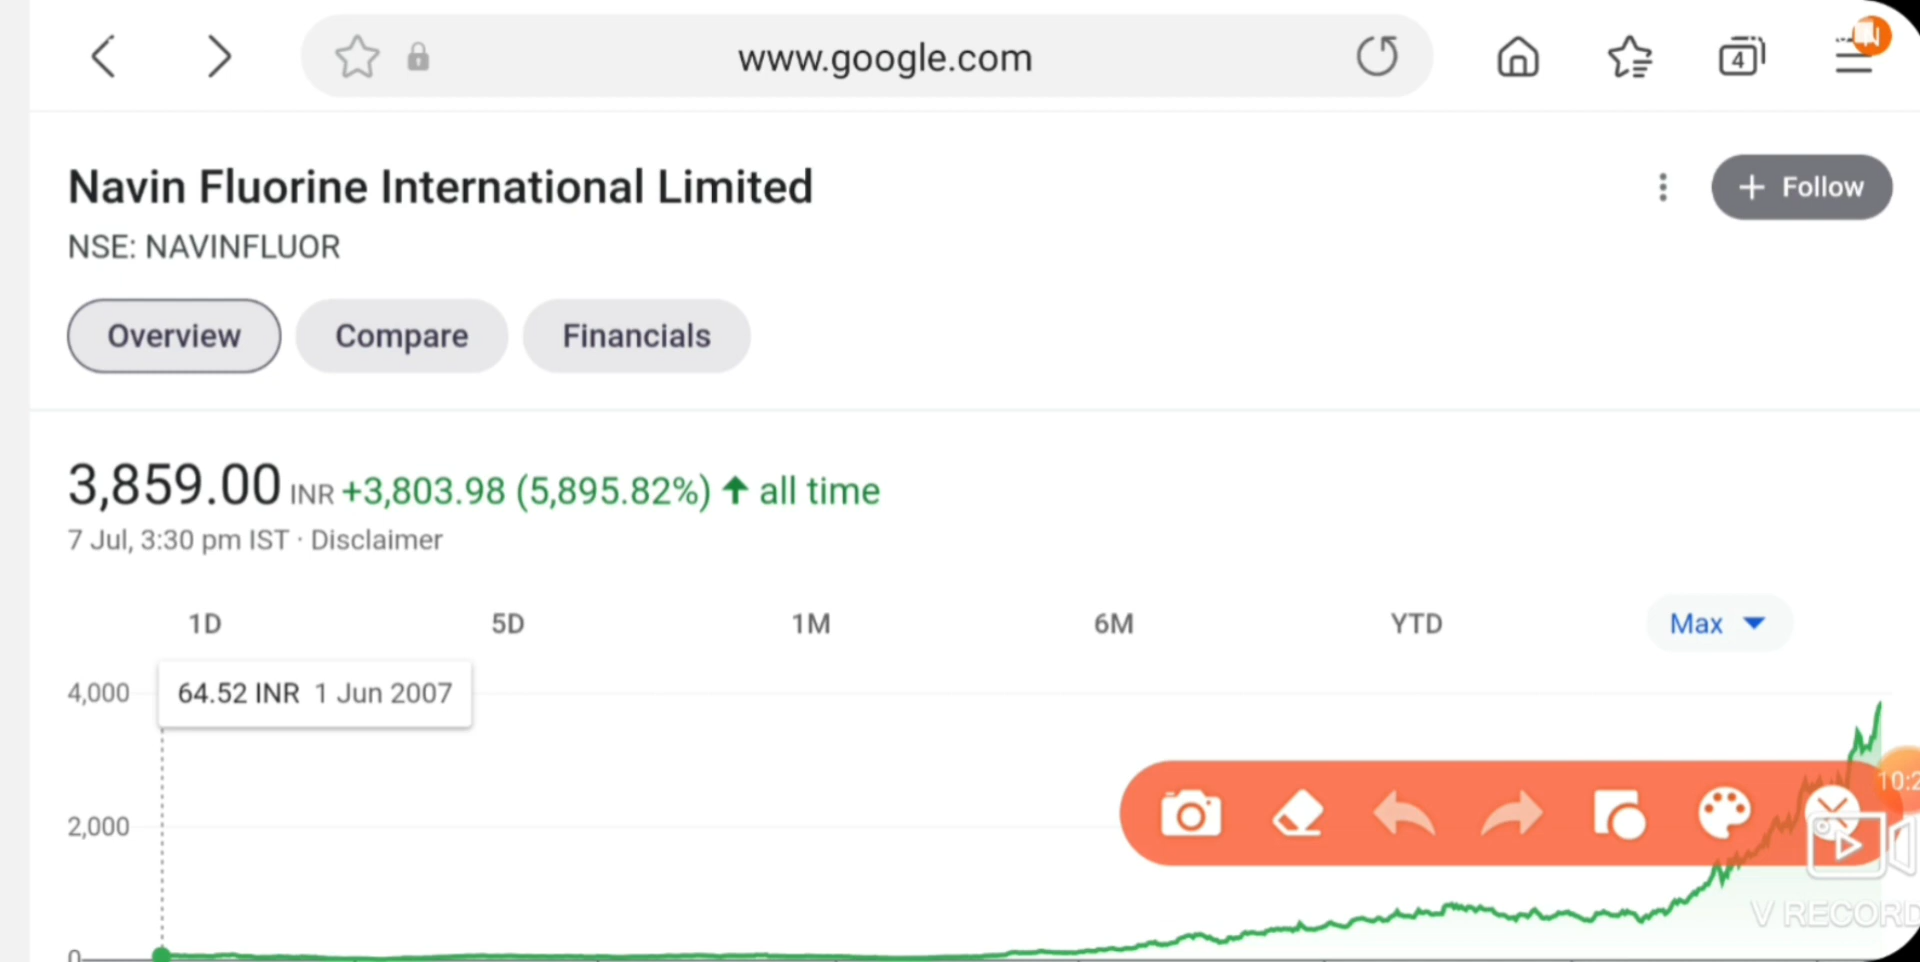 www.google.com
4
Navin Fluorine International Limited
+ Follow
NSE: NAVINFLUOR
Overview
Compare
Financials
3,859.00 INR +3,803.98 (5,895.82%) ↑ all time
7 Jul, 3:30 pm IST · Disclaimer
1D 5D 1M 6M YTD Max
4,000
64.52 INR 1 Jun 2007
2,000
0
V RECORD